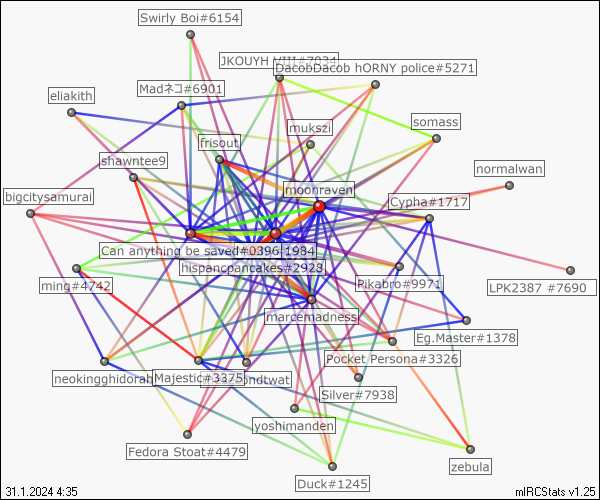 Swirly Boi#6154
JKOUYH VIII#7034
DacobDacob hORNY police#5271
Madネコ#6901
eliakith
mukszi
somass
frisout
shawntee9
normalwan
moonraven
bigcitysamurai
Cypha#1717
Can anything be saved#0396
1984
hispancpancakes#2928
Pikabro#9971
ming#4742
LPK2387 #7690
marcemadness
Eg.Master#1378
Pocket Persona#3326
neokingghidorah
Majestic#3375
ondtwat
Silver#7938
yoshimanden
Fedora Stoat#4479
zebula
Duck#1245
31.1.2024 4:35
mIRCStats v1.25